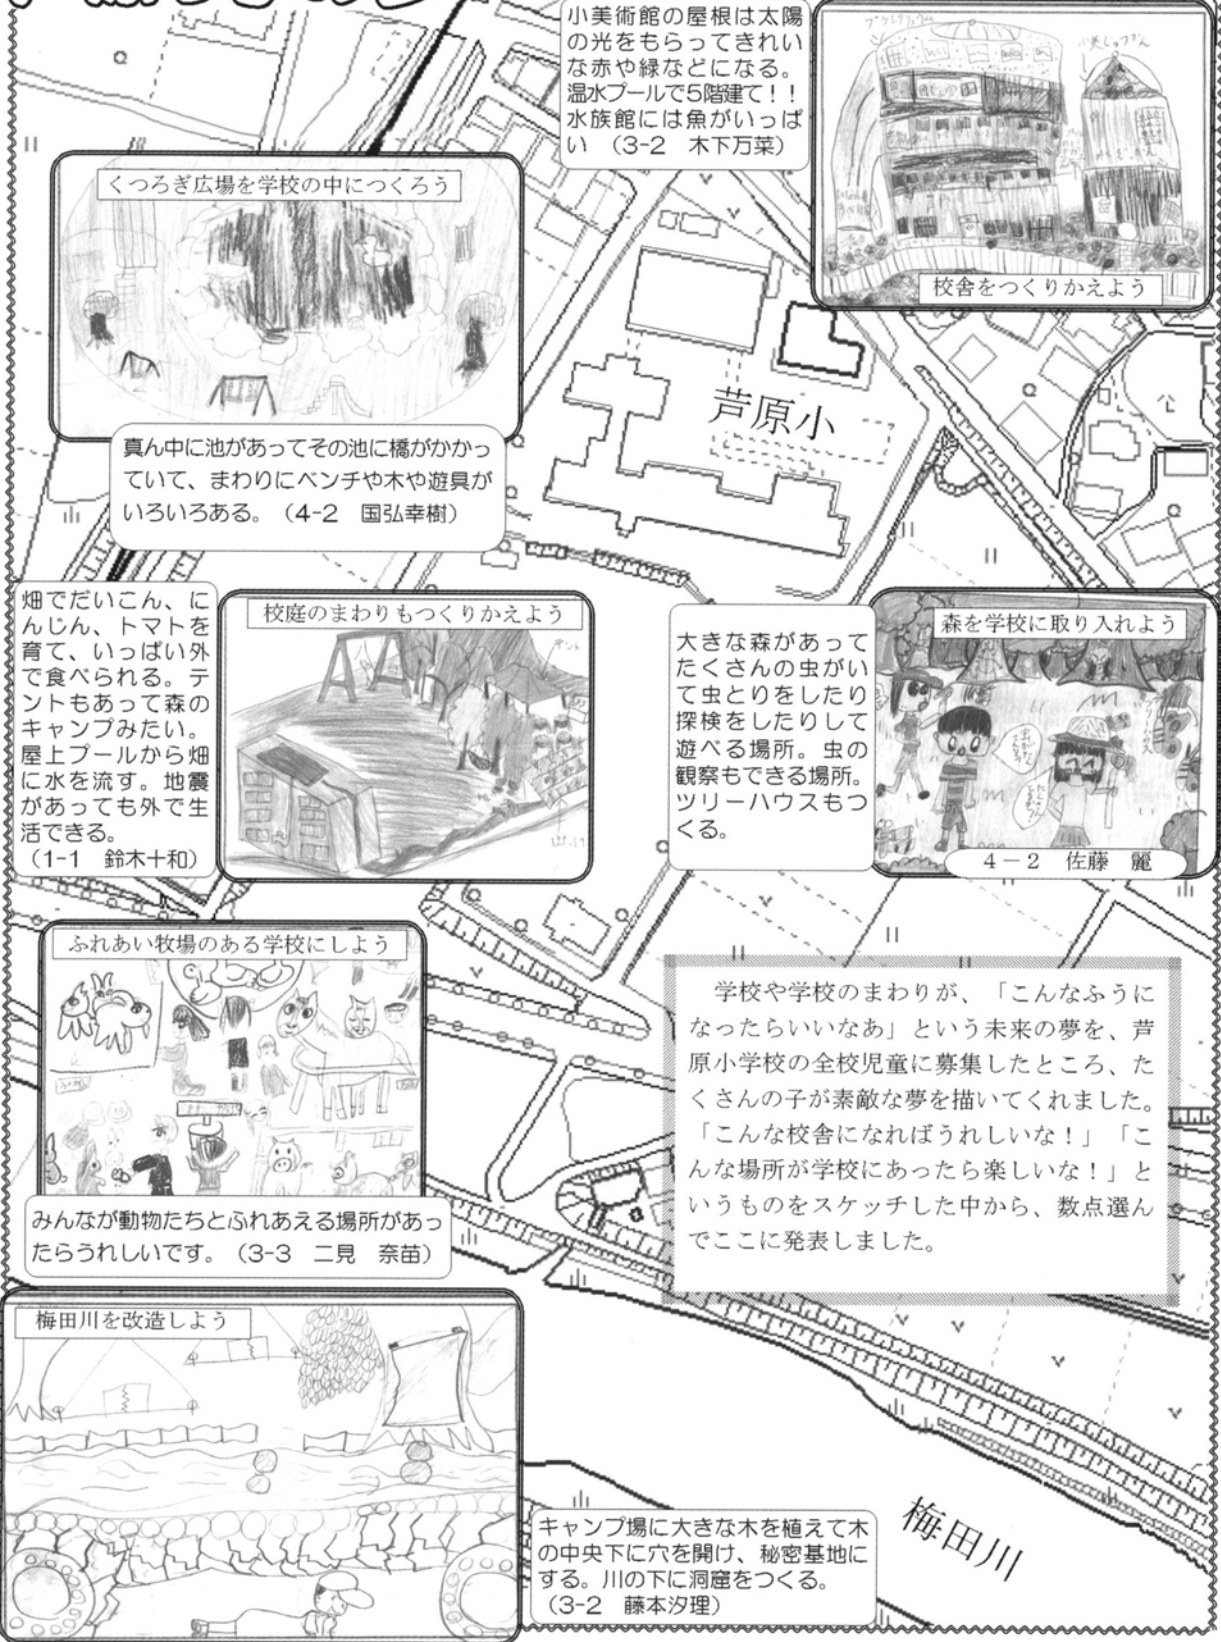 小美術館の屋根は太陽
の光をもらってきれい
な赤や緑などになる。
温水プールで5階建て！！
水族館には魚がいっぱ
い （3-2　木下万菜）
プラネタリウム
校舎をつくりかえよう
くつろぎ広場を学校の中につくろう
真ん中に池があってその池に橋がかかっ
ていて、まわりにベンチや木や遊具が
いろいろある。（4-2　国弘幸樹）
芦原小
畑でだいこん、に
んじん、トマトを
育て、いっぱい外
で食べられる。テ
ントもあって森の
キャンプみたい。
屋上プールから畑
に水を流す。地震
があっても外で生
活できる。
（1-1　鈴木十和）
校庭のまわりもつくりかえよう
大きな森があって
たくさんの虫がい
て虫とりをしたり
探検をしたりして
遊べる場所。虫の
観察もできる場所。
ツリーハウスもつ
くる。
森を学校に取り入れよう
４－２　佐藤　麗
ふれあい牧場のある学校にしよう
みんなが動物たちとふれあえる場所があっ
たらうれしいです。（3-3　二見　奈苗）
学校や学校のまわりが、「こんなふうに
なったらいいなあ」という未来の夢を、芦
原小学校の全校児童に募集したところ、た
くさんの子が素敵な夢を描いてくれました。
「こんな校舎になればうれしいな！」「こ
んな場所が学校にあったら楽しいな！」と
いうものをスケッチした中から、数点選ん
でここに発表しました。
梅田川を改造しよう
キャンプ場に大きな木を植えて木
の中央下に穴を開け、秘密基地に
する。川の下に洞窟をつくる。
（3-2　藤本汐理）
梅田川